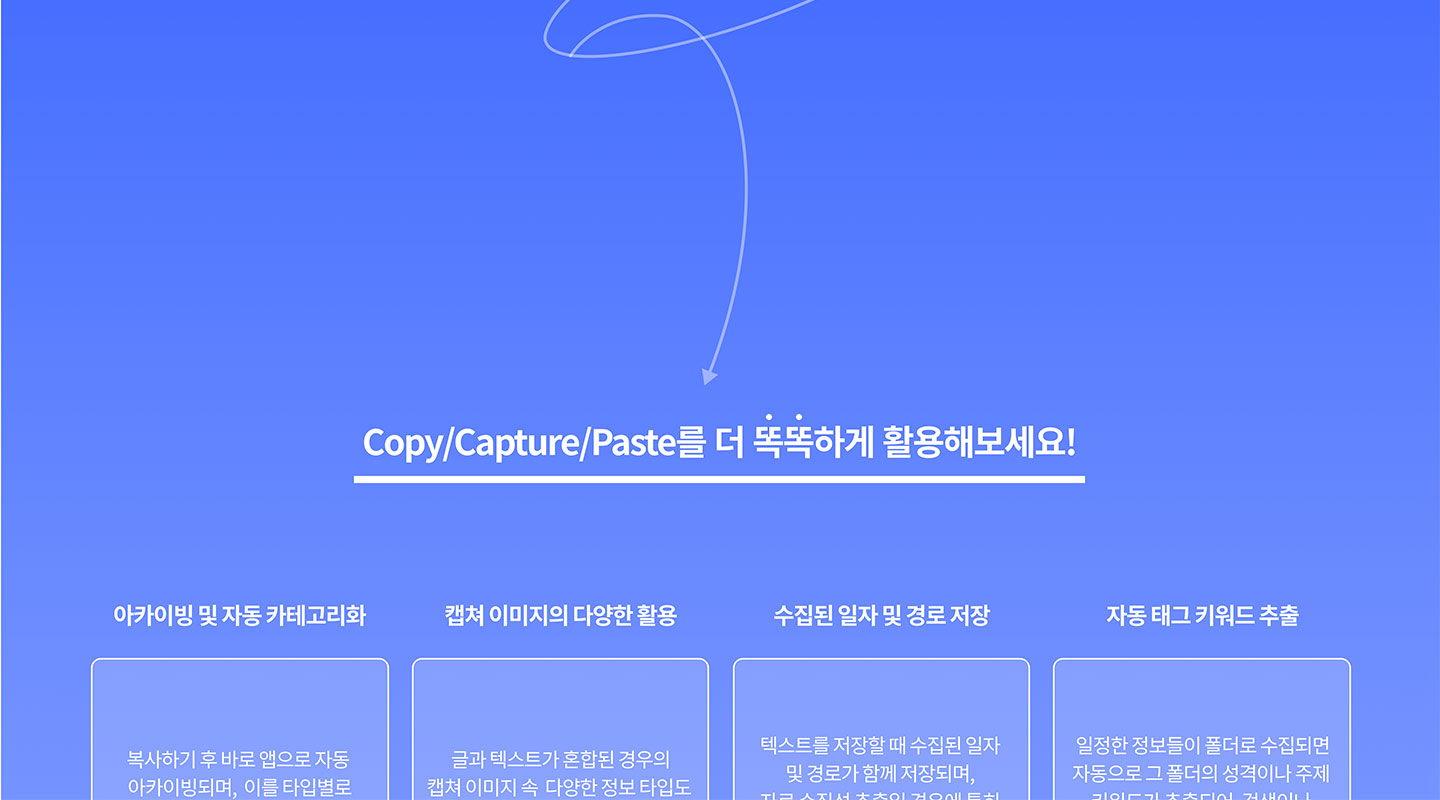 Copy/Capture/Paste를 더 똑똑하게 활용해보세요!
아카이빙 및 자동 카테고리화
캡쳐 이미지의 다양한 활용
수집된 일자 및 경로 저장
자동 태그 키워드 추출
복사하기 후 바로 앱으로 자동
아카이빙되며, 이를 타입별로
글과 텍스트가 혼합된 경우의
캡쳐 이미지 속 다양한 정보 타입도
텍스트를 저장할 때 수집된 일자
및 경로가 함께 저장되며,
일정한 정보들이 폴더로 수집되면
자동으로 그 폴더의 성격이나 주제